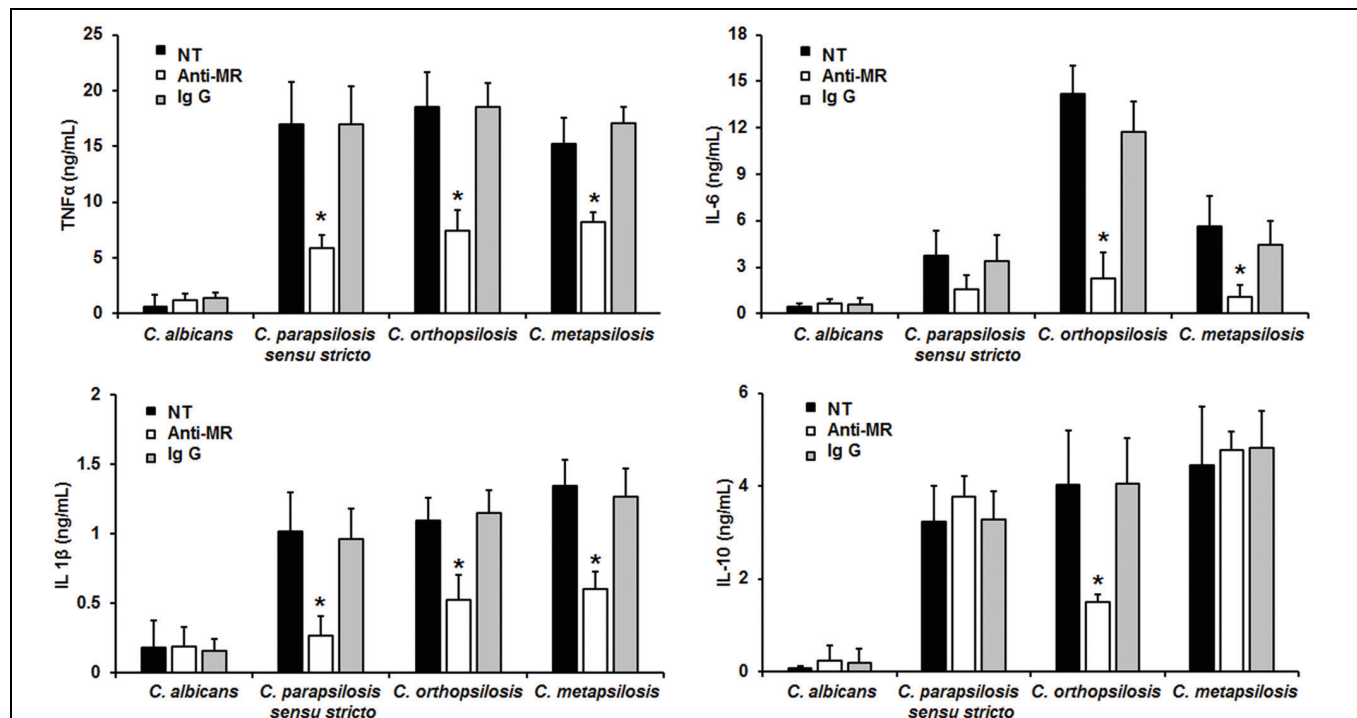 25
20
15
10
5
0
TNFα (ng/mL)
NT
Anti-MR
Ig G
*
*
*
C. albicans
C. parapsilosis
sensu stricto
C. orthopsilosis
C. metapsilosis
18
15
12
9
6
3
0
IL-6 (ng/mL)
NT
Anti-MR
Ig G
*
*
C. albicans
C. parapsilosis
sensu stricto
C. orthopsilosis
C. metapsilosis
2
1.5
1
0.5
0
IL 1β (ng/mL)
NT
Anti-MR
Ig G
*
*
*
C. albicans
C. parapsilosis
sensu stricto
C. orthopsilosis
C. metapsilosis
6
4
2
0
IL-10 (ng/mL)
NT
Anti-MR
Ig G
*
C. albicans
C. parapsilosis
sensu stricto
C. orthopsilosis
C. metapsilosis